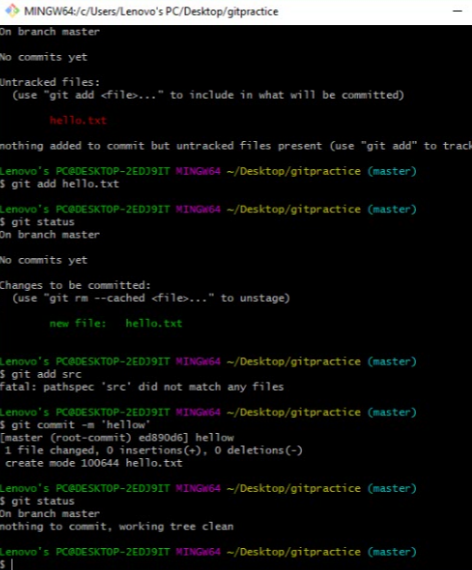 MINGW64:/c/Users/Lenovo's PC/Desktop/gitpractice
On branch master
No commits yet
Untracked files:
(use "git add <file>..." to include in what will be committed)
hello.txt
nothing added to commit but untracked files present (use "git add" to track
Lenovo's PC@DESKTOP-2EDJ9IT MINGW64 ~/Desktop/gitpractice (master)
$ git add hello.txt
Lenovo's PC@DESKTOP-2EDJ9IT MINGW64 ~/Desktop/gitpractice (master)
$ git status
On branch master
No commits yet
Changes to be committed:
(use "git rm --cached <file>..." to unstage)
new file:   hello.txt
Lenovo's PC@DESKTOP-2EDJ9IT MINGW64 ~/Desktop/gitpractice (master)
$ git add src
fatal: pathspec 'src' did not match any files
Lenovo's PC@DESKTOP-2EDJ9IT MINGW64 ~/Desktop/gitpractice (master)
$ git commit -m 'hellow'
[master (root-commit) ed890d6] hellow
1 file changed, 0 insertions(+), 0 deletions(-)
create mode 100644 hello.txt
Lenovo's PC@DESKTOP-2EDJ9IT MINGW64 ~/Desktop/gitpractice (master)
$ git status
On branch master
nothing to commit, working tree clean
Lenovo's PC@DESKTOP-2EDJ9IT MINGW64 ~/Desktop/gitpractice (master)
$